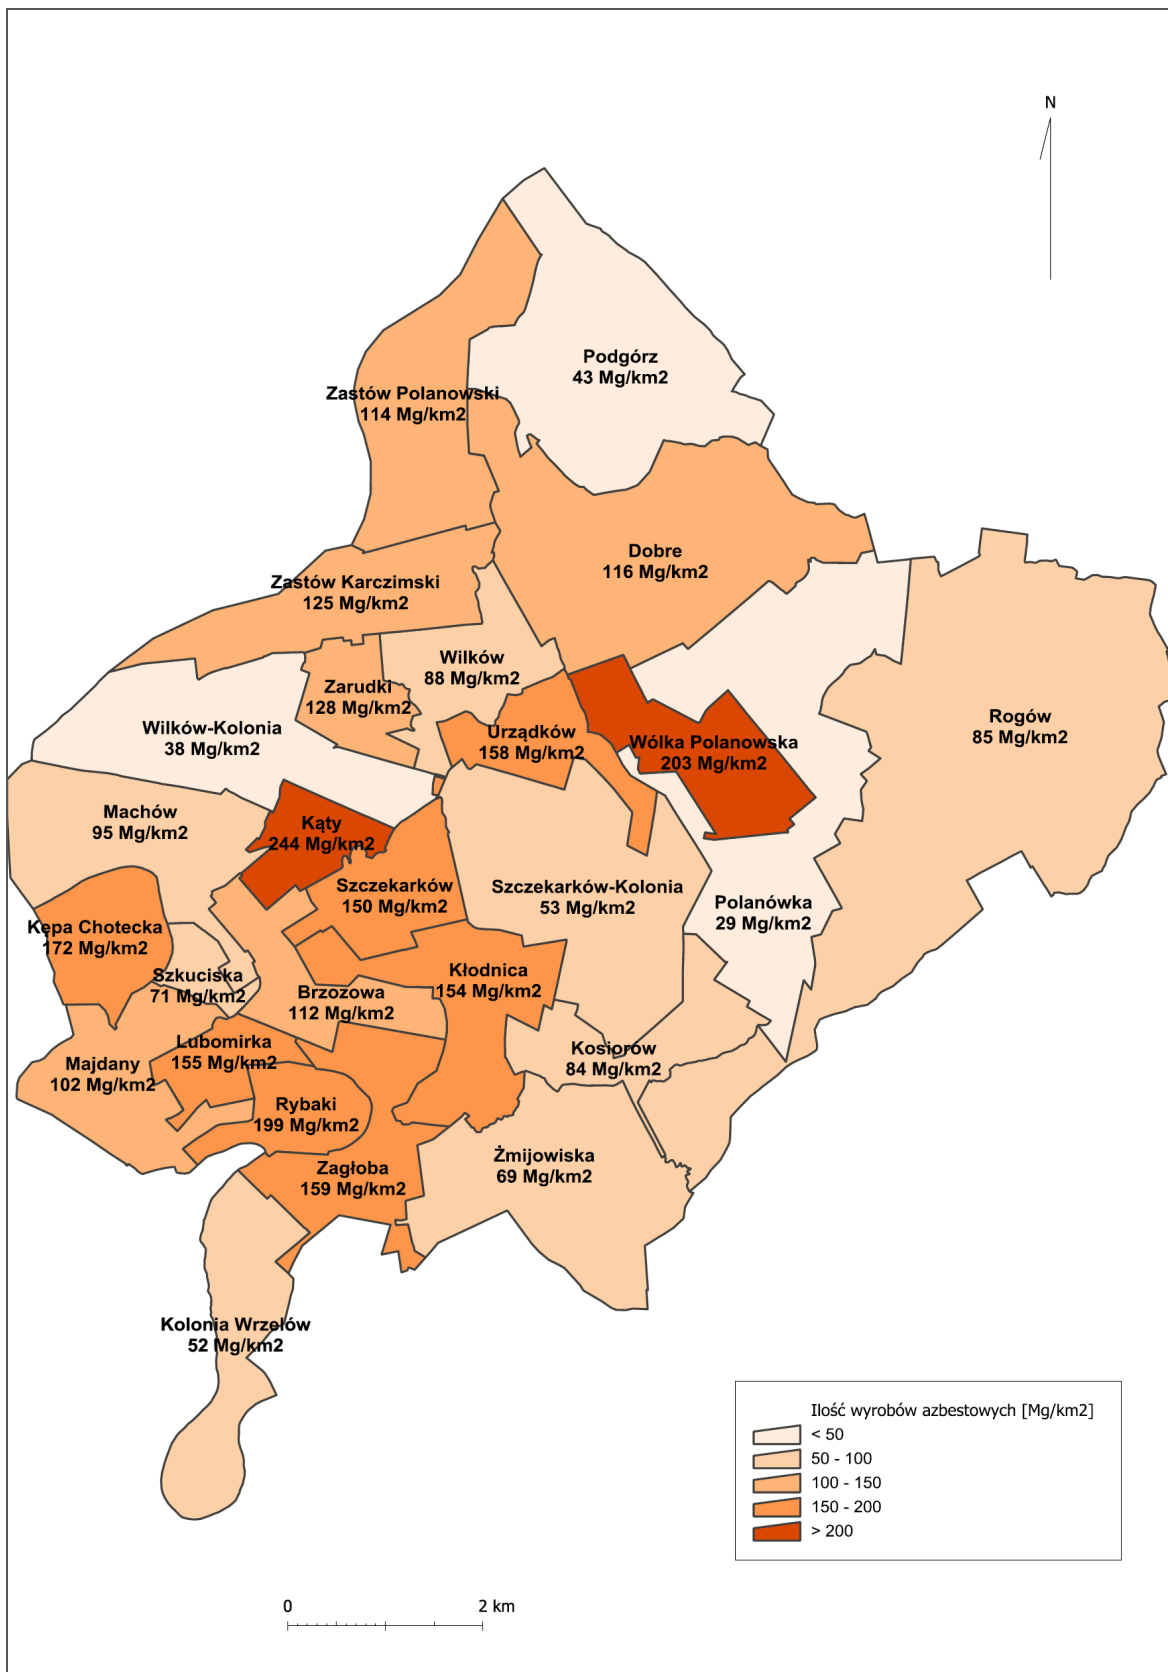 N
Podgórz
43 Mg/km2
Zastów Polanowski
114 Mg/km2
Dobre
116 Mg/km2
Zastów Karczimski
125 Mg/km2
Wilków
88 Mg/km2
Zarudki
128 Mg/km2
Wilków-Kolonia
38 Mg/km2
Urządków
158 Mg/km2
Wólka Polanowska
203 Mg/km2
Rogów
85 Mg/km2
Machów
95 Mg/km2
Kąty
244 Mg/km2
Szczekarków
150 Mg/km2
Szczekarków-Kolonia
53 Mg/km2
Polanówka
29 Mg/km2
Kępa Chotecka
172 Mg/km2
Szkuciska
71 Mg/km2
Brzozowa
112 Mg/km2
Kłodnica
154 Mg/km2
Lubomirka
155 Mg/km2
Kosiorów
84 Mg/km2
Majdany
102 Mg/km2
Rybaki
199 Mg/km2
Zagłoba
159 Mg/km2
Żmijowiska
69 Mg/km2
Kolonia Wrzelów
52 Mg/km2
Ilość wyrobów azbestowych [Mg/km2]
< 50
50 - 100
100 - 150
150 - 200
> 200
0 2 km